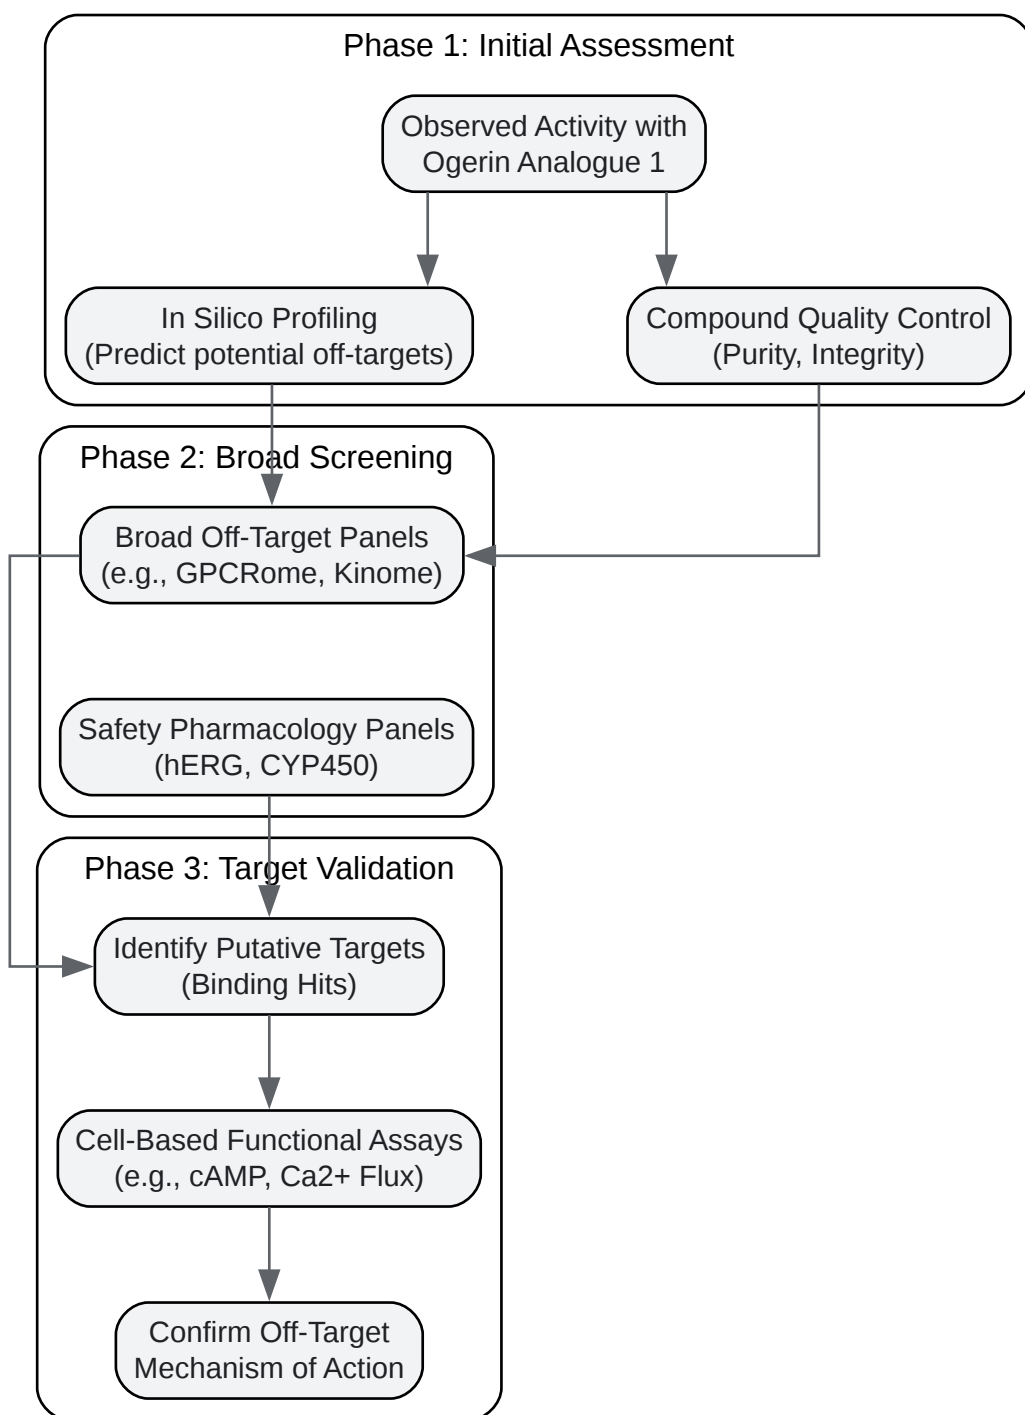 Phase 1: Initial Assessment
Observed Activity with
Ogerin Analogue 1
In Silico Profiling
(Predict potential off-targets)
Compound Quality Control
(Purity, Integrity)
Phase 2: Broad Screening
Broad Off-Target Panels
(e.g., GPCRome, Kinome)
Safety Pharmacology Panels
(hERG, CYP450)
Phase 3: Target Validation
Identify Putative Targets
(Binding Hits)
Cell-Based Functional Assays
(e.g., cAMP, Ca2+ Flux)
Confirm Off-Target
Mechanism of Action